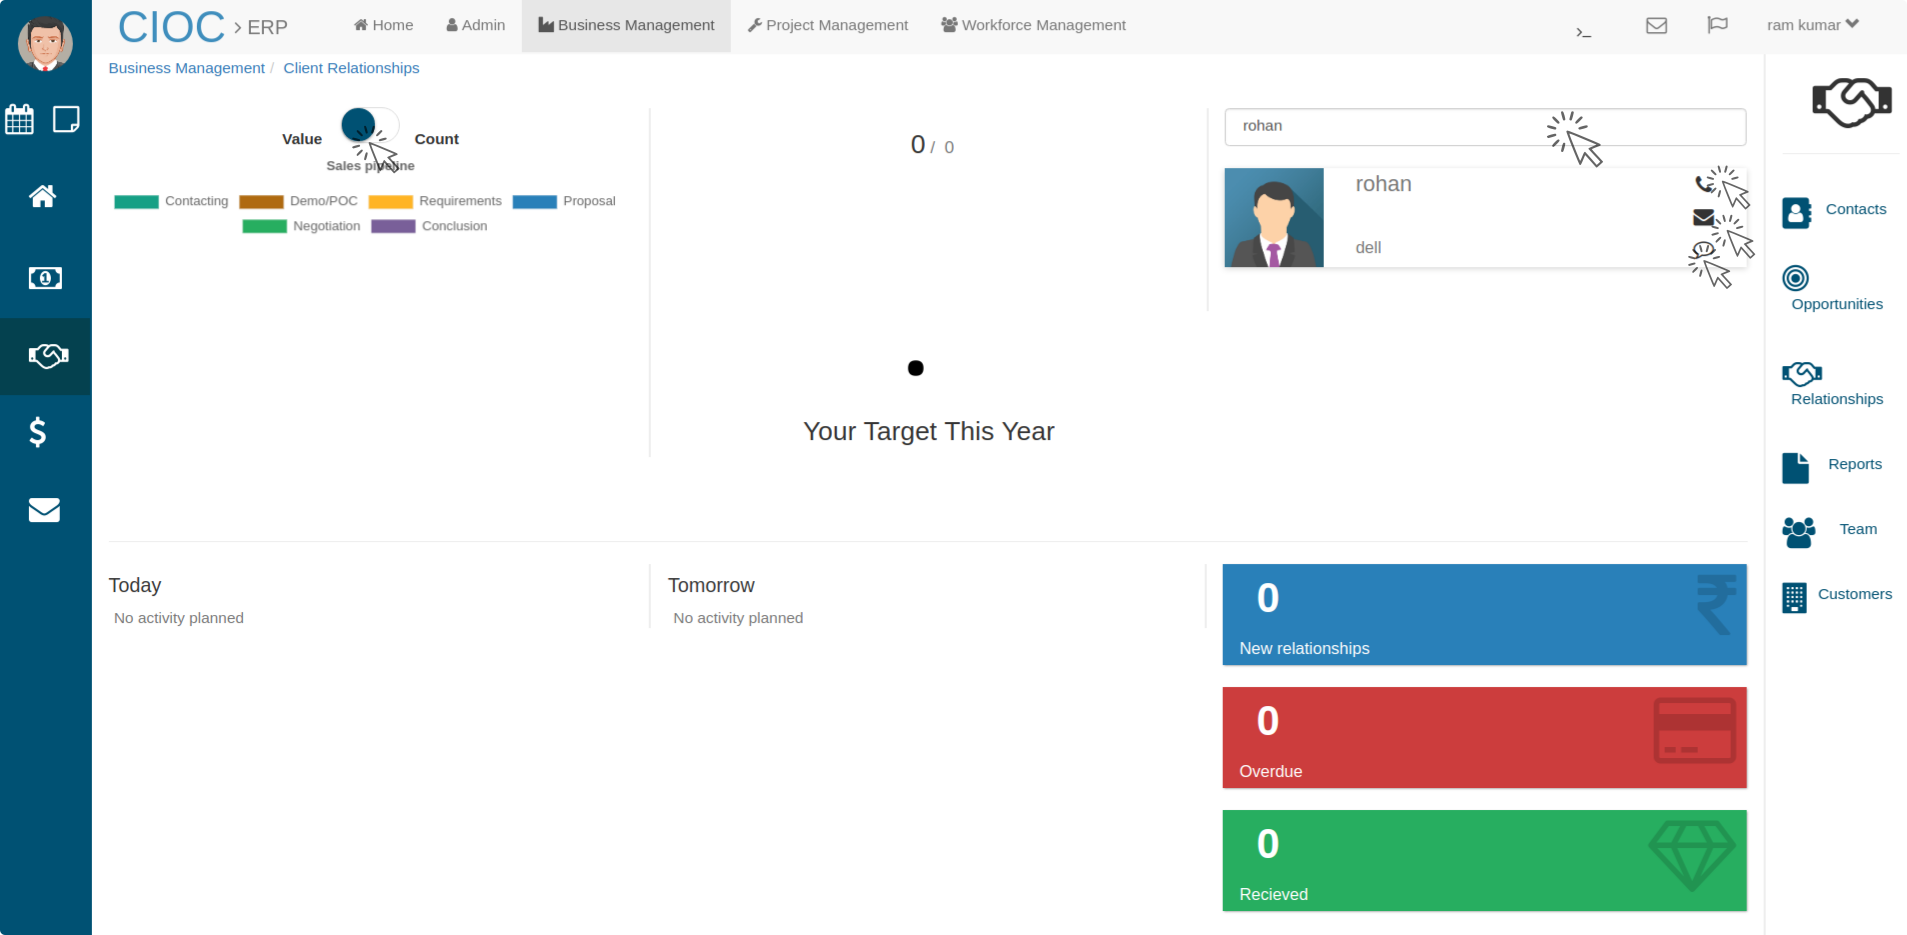 CIOC > ERP Home Admin Business Management Project Management Workforce Management >_ ram kumar
Business Management / Client Relationships
Value Count
Sales pipeline
Contacting Demo/POC Requirements Proposal
Negotiation Conclusion
0 / 0
Your Target This Year
rohan
rohan
dell
Today
No activity planned
Tomorrow
No activity planned
0
New relationships
0
Overdue
0
Recieved
Contacts
Opportunities
Relationships
Reports
Team
Customers